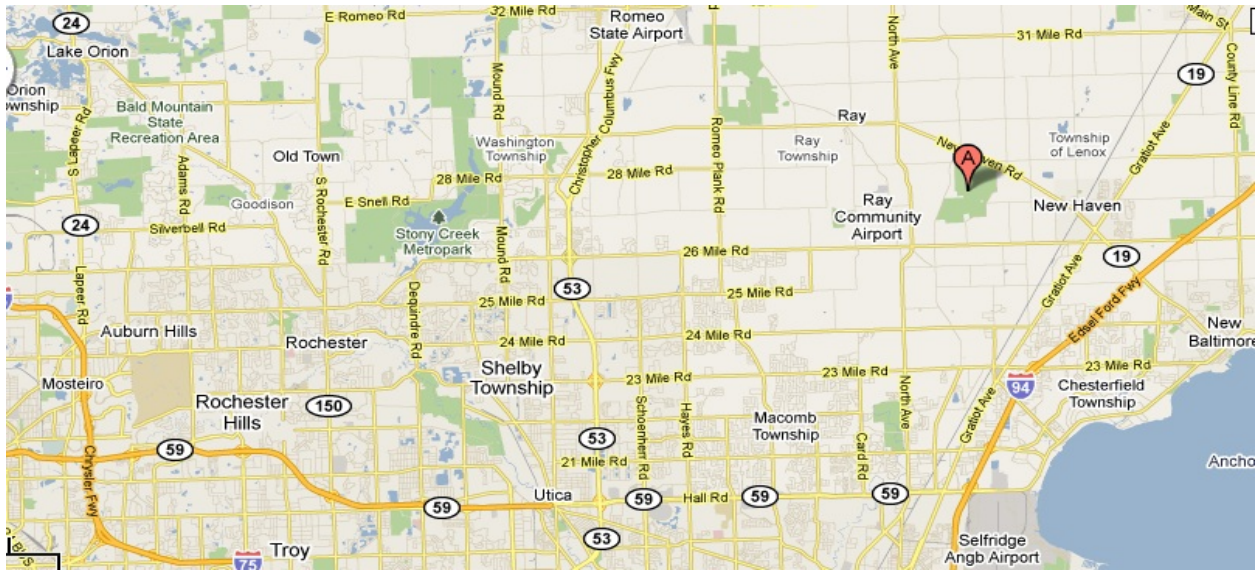 24
Lake Orion
Orion
ownship
E Romeo Rd
32 Mile Rd
Romeo
State Airport
Christopher Columbus Fwy
Mound Rd
Romeo Plank Rd
North Ave
31 Mile Rd
Main St
19
County Line Rd
Gratiot Ave
Bald Mountain
State
Recreation Area
Lapeer Rd
Adams Rd
Old Town
S Rochester Rd
Washington
Township
Ray
Ray
Township
New Haven Rd
A
Township
of Lenox
28 Mile Rd
28 Mile Rd
Goodison
E Snell Rd
Stony Creek
Metropark
Mound Rd
Ray
Community
Airport
New Haven
24
Silverbell Rd
Lapeer Rd
26 Mile Rd
19
Gratiot Ave
Edsel Ford Fwy
53
Dequindre Rd
25 Mile Rd
25 Mile Rd
Auburn Hills
Rochester
24 Mile Rd
24 Mile Rd
New
Baltimore
Shelby
Township
23 Mile Rd
23 Mile Rd
23 Mile Rd
94
Mosteiro
Rochester
Hills
150
Chesterfield
Township
Schoenherr Rd
Hayes Rd
Macomb
Township
Card Rd
North Ave
Gratiot Ave
Chrysler Fwy
59
53
21 Mile Rd
Ancho
Utica
59
59
Hall Rd
59
59
53
Troy
75
Selfridge
Angb Airport